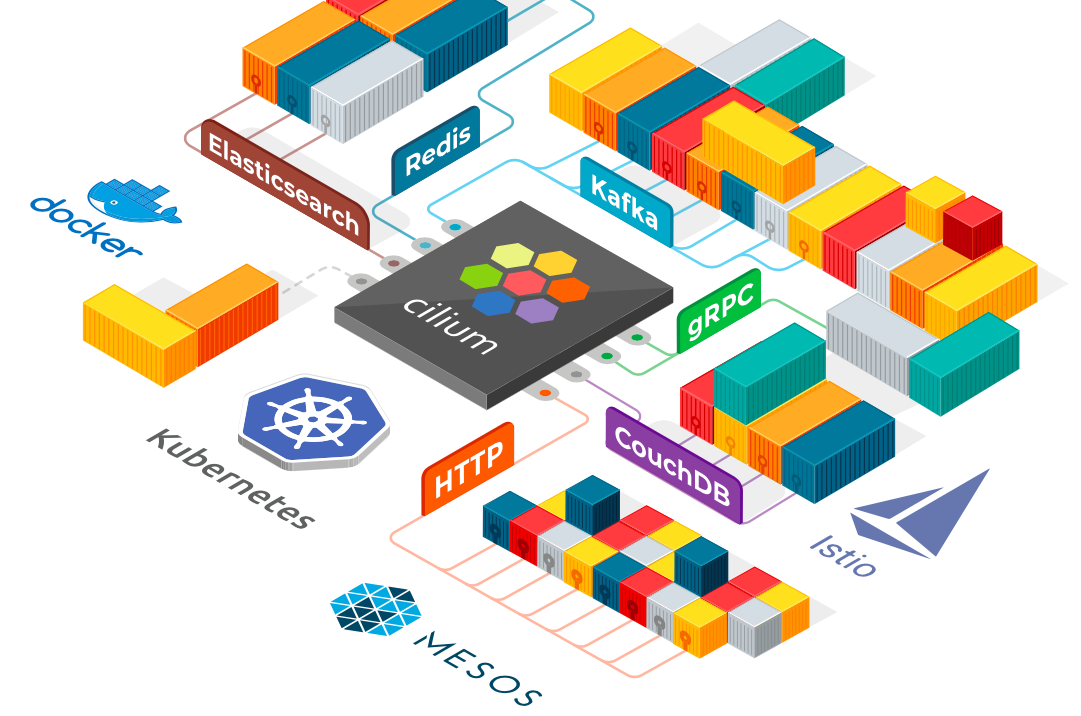 Redis
Elasticsearch
Kafka
docker
cilium
gRPC
Kubernetes
HTTP
CouchDB
Istio
MESOS